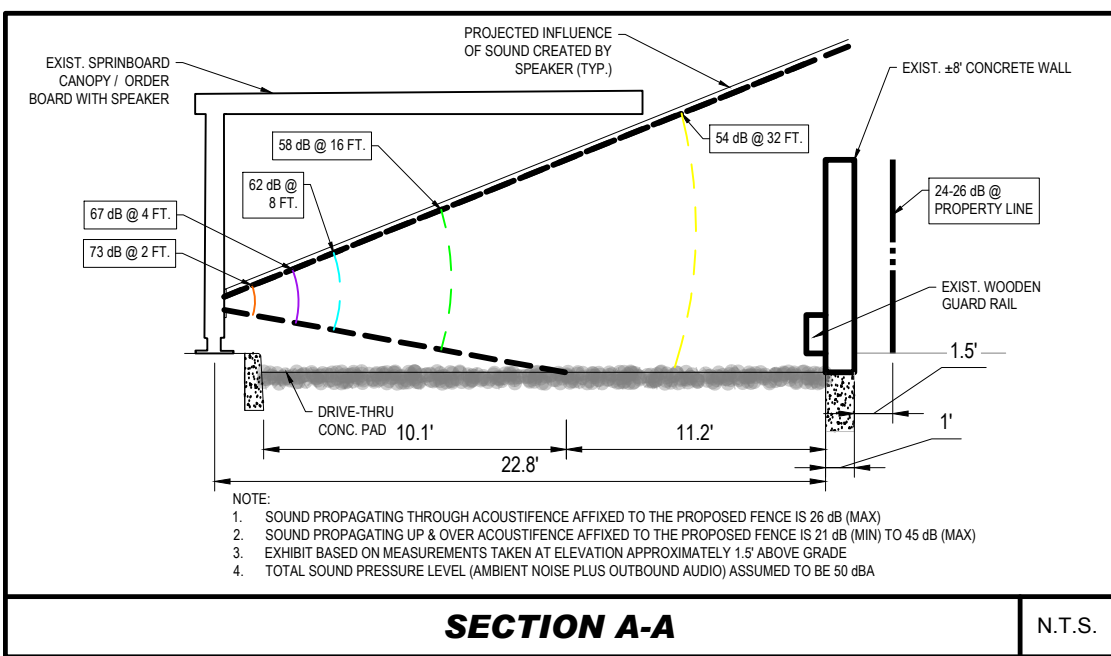 PROJECTED INFLUENCE
OF SOUND CREATED BY
SPEAKER (TYP.)
EXIST. SPRINBOARD
CANOPY / ORDER
BOARD WITH SPEAKER
EXIST. ±8' CONCRETE WALL
58 dB @ 16 FT.
54 dB @ 32 FT.
62 dB @
8 FT.
24-26 dB @
PROPERTY LINE
67 dB @ 4 FT.
73 dB @ 2 FT.
EXIST. WOODEN
GUARD RAIL
1.5'
DRIVE-THRU
CONC. PAD
10.1'
11.2'
1'
22.8'
NOTE:
1. SOUND PROPAGATING THROUGH ACOUSTIFENCE AFFIXED TO THE PROPOSED FENCE IS 26 dB (MAX)
2. SOUND PROPAGATING UP & OVER ACOUSTIFENCE AFFIXED TO THE PROPOSED FENCE IS 21 dB (MIN) TO 45 dB (MAX)
3. EXHIBIT BASED ON MEASUREMENTS TAKEN AT ELEVATION APPROXIMATELY 1.5' ABOVE GRADE
4. TOTAL SOUND PRESSURE LEVEL (AMBIENT NOISE PLUS OUTBOUND AUDIO) ASSUMED TO BE 50 dBA
SECTION A-A
N.T.S.